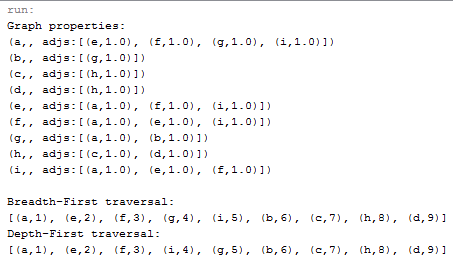 run:
Graph properties:
(a,, adjs:[(e,1.0), (f,1.0), (g,1.0), (i,1.0)])
(b,, adjs:[(g,1.0)])
(c,, adjs:[(h,1.0)])
(d,, adjs:[(h,1.0)])
(e,, adjs:[(a,1.0), (f,1.0), (i,1.0)])
(f,, adjs:[(a,1.0), (e,1.0), (i,1.0)])
(g,, adjs:[(a,1.0), (b,1.0)])
(h,, adjs:[(c,1.0), (d,1.0)])
(i,, adjs:[(a,1.0), (e,1.0), (f,1.0)])
Breadth-First traversal:
[(a,1), (e,2), (f,3), (g,4), (i,5), (b,6), (c,7), (h,8), (d,9)]
Depth-First traversal:
[(a,1), (e,2), (f,3), (i,4), (g,5), (b,6), (c,7), (h,8), (d,9)]